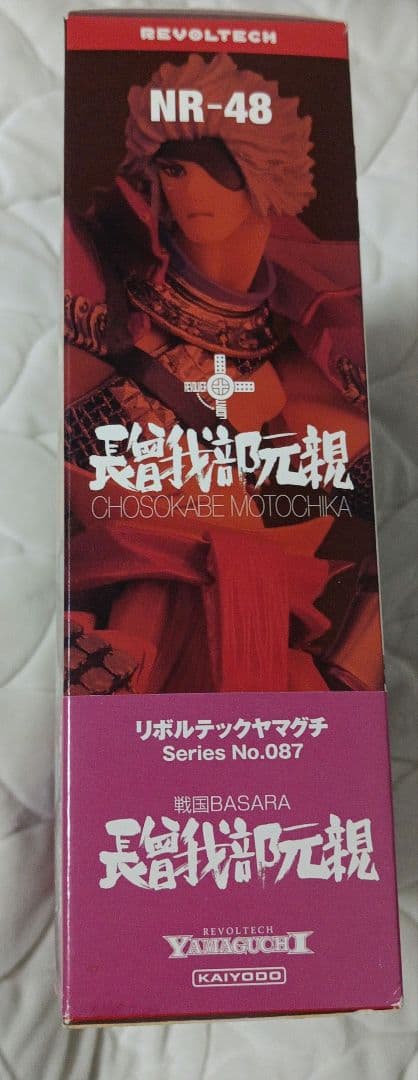 REVOLTECH
NR-48
REVOLVER
長曾我部元親
CHOSOKABE MOTOCHIKA
リボルテックヤマグチ
Series No.087
戦国BASARA
長曾我部元親
REVOLTECH
YAMAGUCHI
KAIYODO